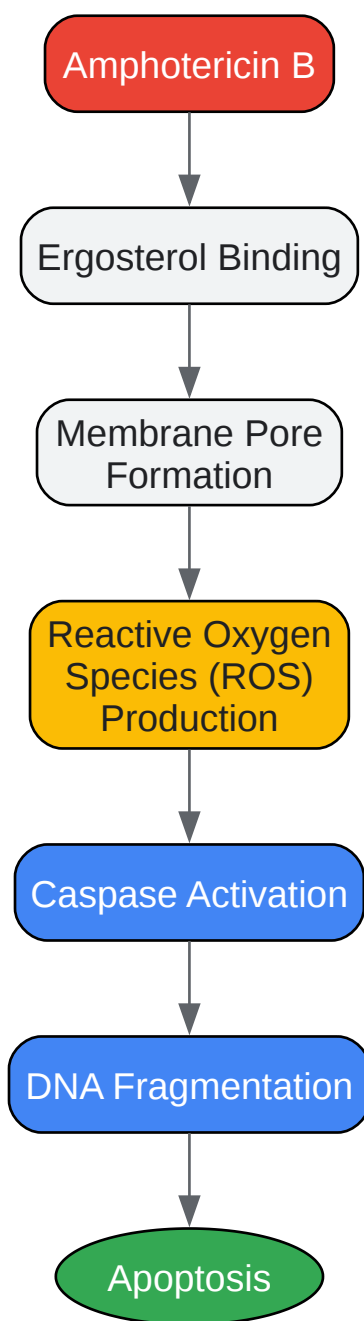 Amphotericin B
Ergosterol Binding
Membrane Pore
Formation
Reactive Oxygen
Species (ROS)
Production
Caspase Activation
DNA Fragmentation
Apoptosis